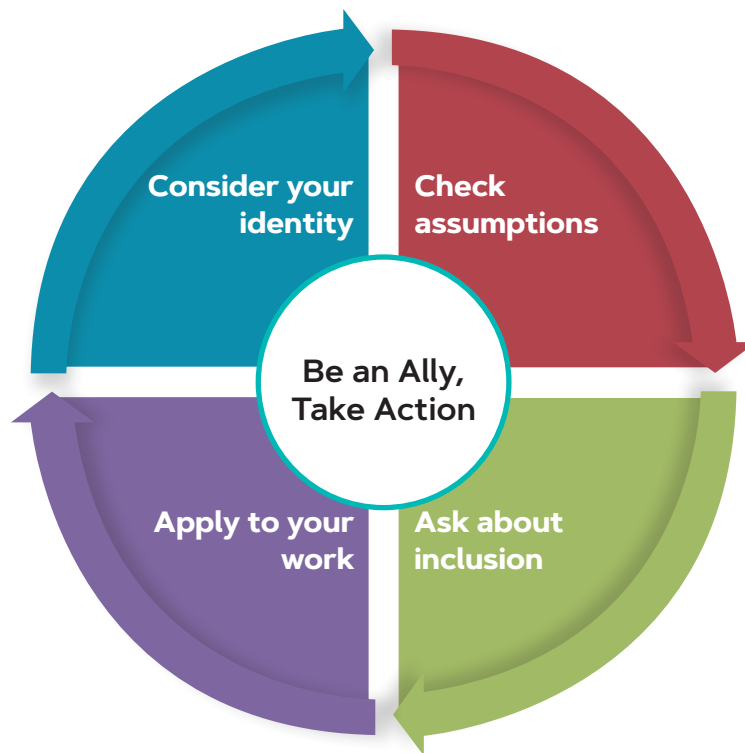 Consider your
identity
Check
assumptions
Be an Ally,
Take Action
Apply to your
work
Ask about
inclusion